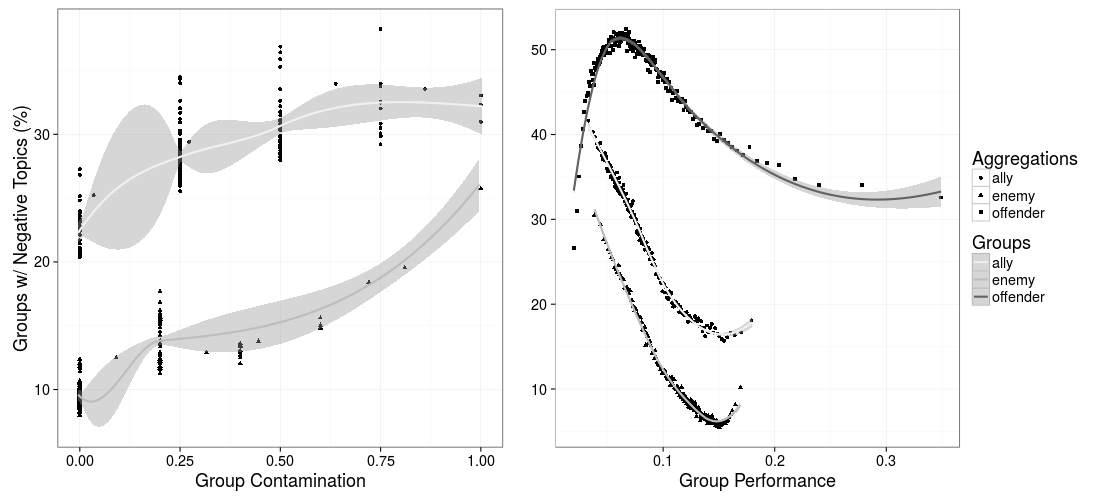 Groups w/ Negative Topics (%)
30
20
10
0.00 0.25 0.50 0.75 1.00
Group Contamination
50
40
30
20
10
0.1 0.2 0.3
Group Performance
Aggregations
ally
enemy
offender
Groups
ally
enemy
offender